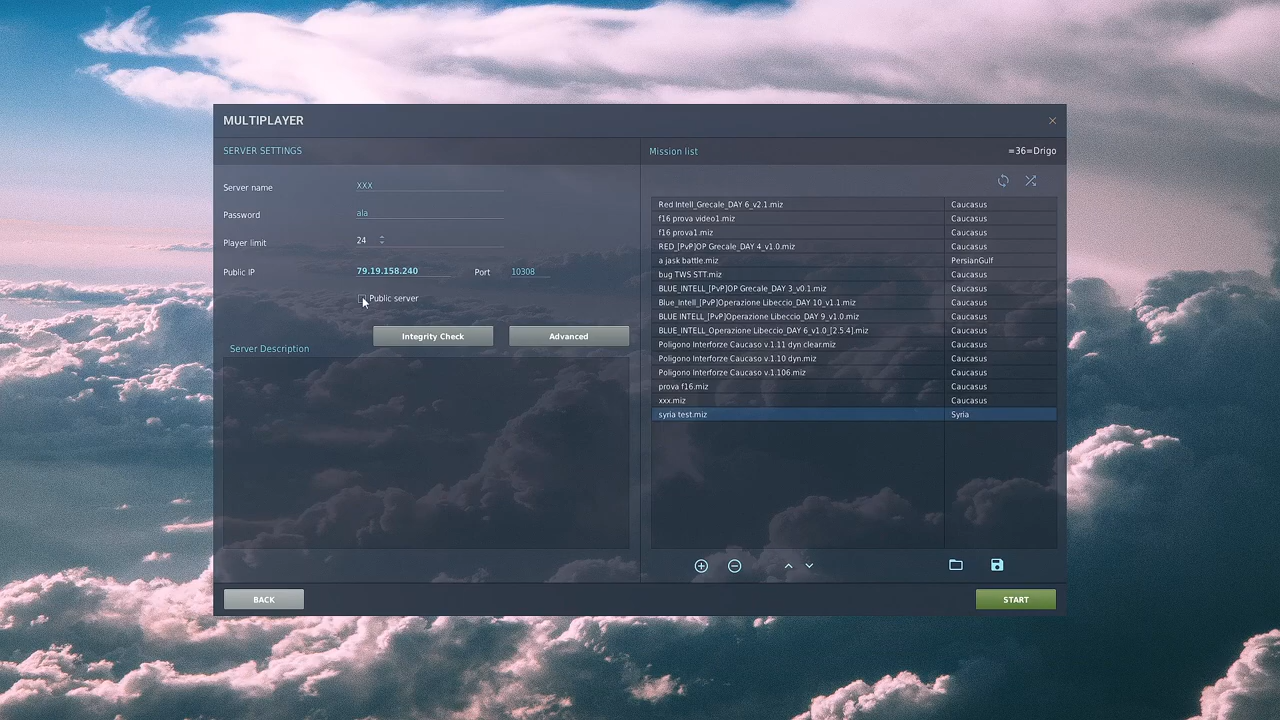 MULTIPLAYER
SERVER SETTINGS
Server name XXX
Password ala
Player limit 24
Public IP 79.19.158.240 Port 10308
Public server
Integrity Check Advanced
Server Description
BACK
Mission list =36=Drigo
Red Intell_Grecale_DAY 6_v2.1.miz Caucasus
f16 prova video1.miz Caucasus
f16 prova1.miz Caucasus
RED_[PvP]OP Grecale_DAY 4_v1.0.miz Caucasus
a jask battle.miz PersianGulf
bug TWS STT.miz Caucasus
BLUE_INTELL_[PvP]OP Grecale_DAY 3_v0.1.miz Caucasus
Blue_Intell_[PvP]Operazione Libeccio_DAY 10_v1.1.miz Caucasus
BLUE INTELL_[PvP]Operazione Libeccio_DAY 9_v1.0.miz Caucasus
BLUE_INTELL_Operazione Libeccio_DAY 6_v1.0_[2.5.4].miz Caucasus
Poligono Interforze Caucaso v.1.11 dyn clear.miz Caucasus
Poligono Interforze Caucaso v.1.10 dyn.miz Caucasus
Poligono Interforze Caucaso v.1.106.miz Caucasus
prova f16.miz Caucasus
xxx.miz Caucasus
syria test.miz Syria
START